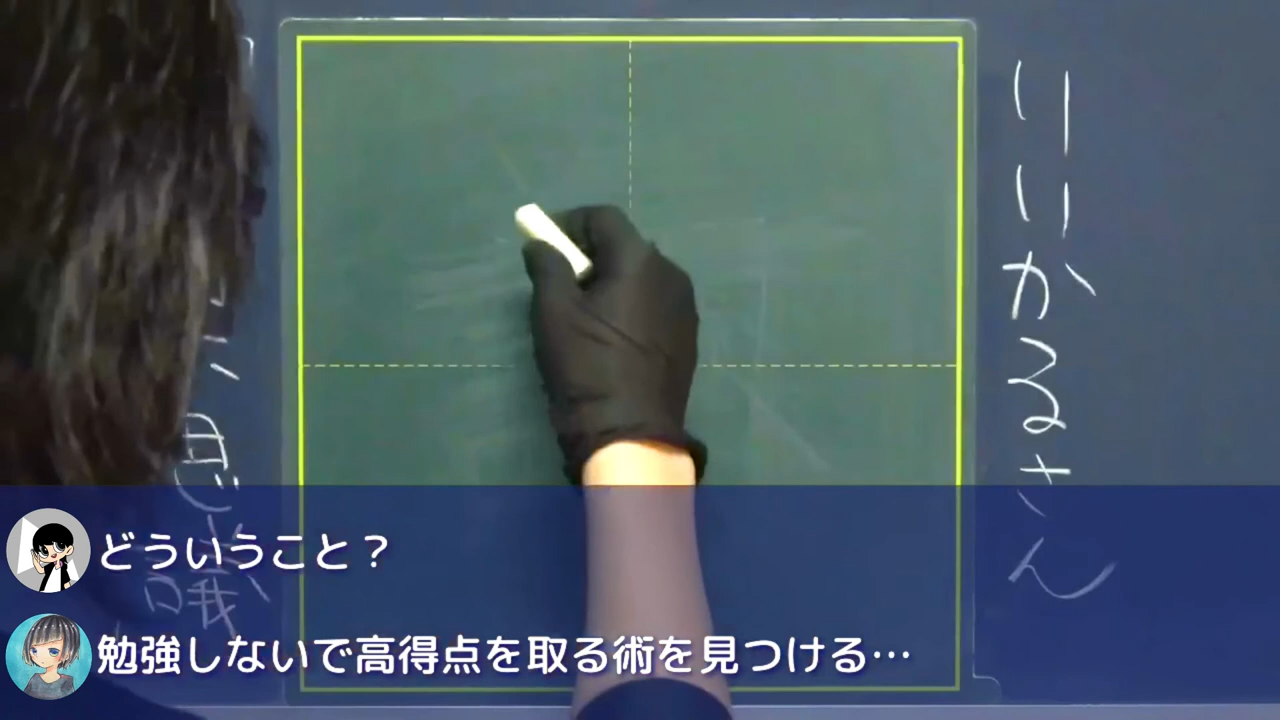 りりかるさん
どういうこと？
勉強しないで高得点を取る術を見つける…